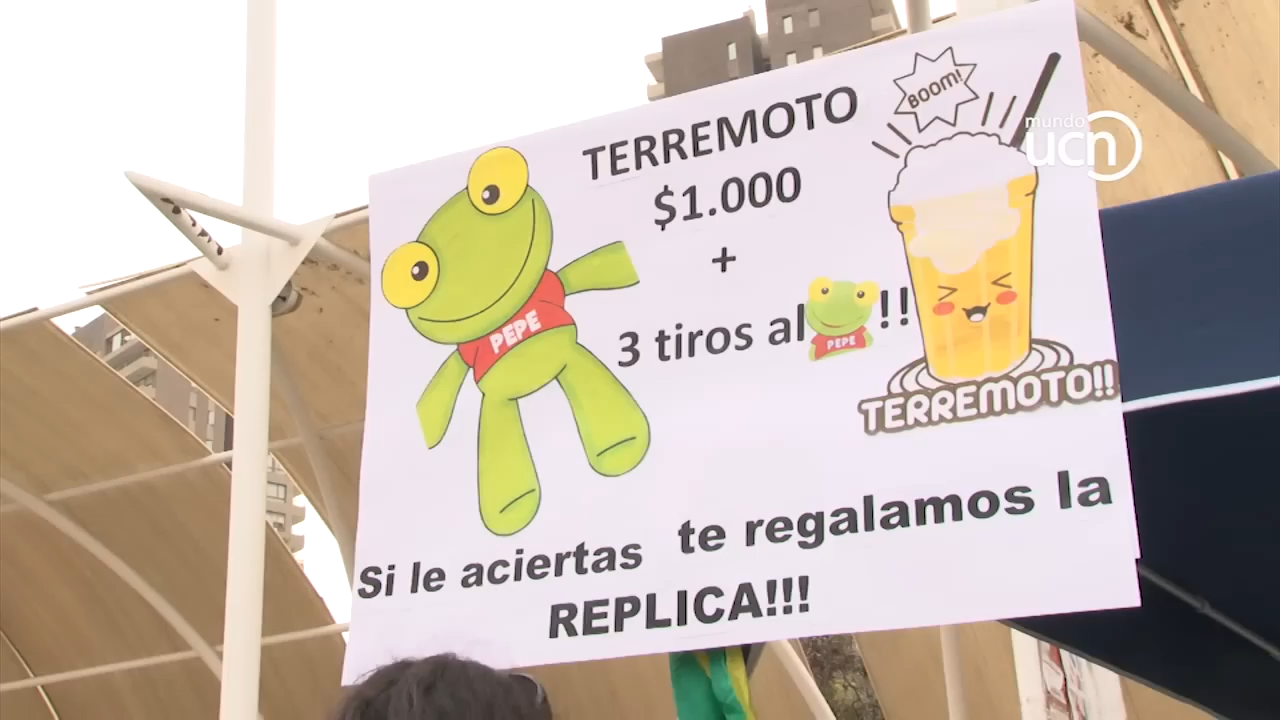 BOOM!
mundo
ucn
TERREMOTO
$1.000
+
3 tiros al !!
PEPE
PEPE
TERREMOTO!!
Si le aciertas te regalamos la
REPLICA!!!